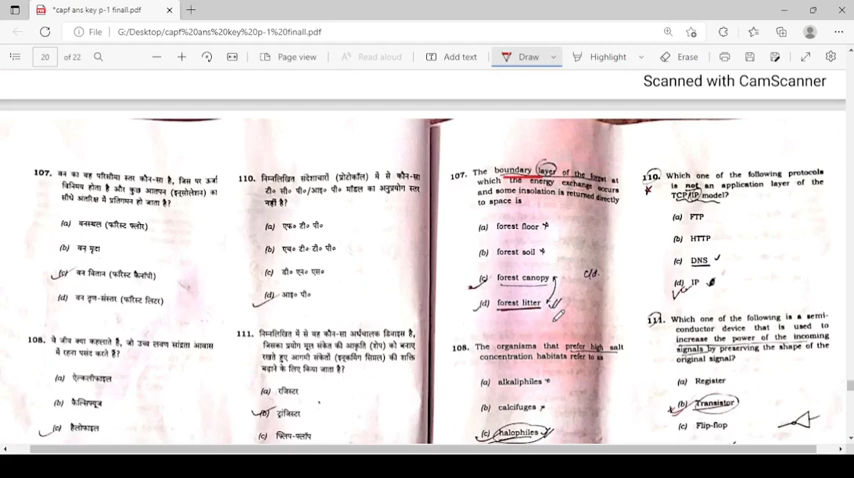 *capf ans key p-1 finall.pdf
File
G:/Desktop/capf%20ans%20key%20p-1%20finall.pdf
20
of 22
Page view
Read aloud
Add text
Draw
Highlight
Erase
Scanned with CamScanner
107. वन का वह परिसीमा स्तर कौन-सा है, जिस पर ऊर्जा
विनिमय होता है और कुछ आतपन (इन्सोलेशन) का
सीधे अंतरिक्ष में प्रतिगमन हो जाता है?
(a) वनस्थल (फॉरेस्ट फ्लोर)
(b) वन मृदा
(c) वन वितान (फॉरेस्ट कैनॉपी)
(d) वन तृण-संस्तर (फॉरेस्ट लिटर)
108. वे जीव क्या कहलाते हैं, जो उच्च लवण सांद्रता आवास
में रहना पसंद करते हैं?
(a) ऐल्कलीफाइल
(b) कैल्सिफ्यूज
(c) हैलोफाइल
110. निम्नलिखित संदेशाचारों (प्रोटोकॉल) में से कौन-सा
टी० सी० पी०/आइ० पी० मॉडल का अनुप्रयोग स्तर
नहीं है?
(a) एफ० टी० पी०
(b) एच० टी० टी० पी०
(c) डी० एन० एस०
(d) आइ० पी०
111. निम्नलिखित में से वह कौन-सा अर्धचालक डिवाइस है,
जिसका प्रयोग मूल संकेत की आकृति (शेप) को बनाए
रखते हुए आगामी संकेतों (इनकमिंग सिग्नल) की शक्ति
बढ़ाने के लिए किया जाता है?
(a) रजिस्टर
(b) ट्रांजिस्टर
(c) फ्लिप-फ्लॉप
107. The boundary layer of the forest at
which the energy exchange occurs
and some insolation is returned directly
to space is
(a) forest floor
(b) forest soil
(c) forest canopy
c/d
(d) forest litter
108. The organisms that prefer high salt
concentration habitats refer to as
(a) alkaliphiles
(b) calcifuges
(c) halophiles
110. Which one of the following protocols
is not an application layer of the
TCP/IP model?
(a) FTP
(b) HTTP
(c) DNS
(d) IP
111. Which one of the following is a semi-
conductor device that is used to
increase the power of the incoming
signals by preserving the shape of the
original signal?
(a) Register
(b) Transistor
(c) Flip-flop